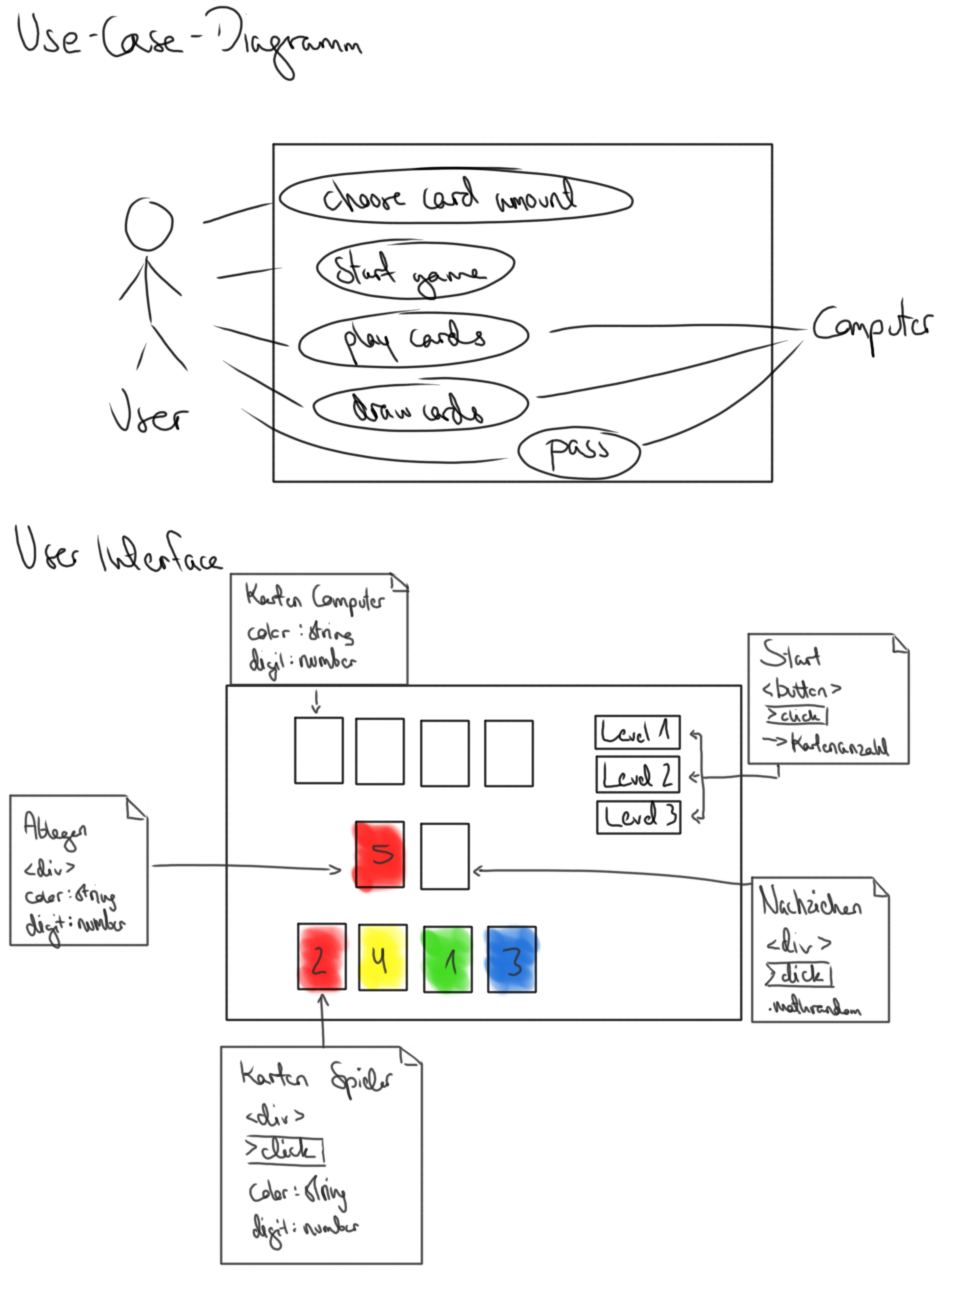 Use-Case-Diagramm
choose card amount
Start game
play cards
draw cards
pass
User
Computer
User Interface
Karten Computer
color : string
digit : number
Start
<button>
>click
→ Kartenanzahl
Level 1
Level 2
Level 3
Ablegen
<div>
color : string
digit : number
5
Nachziehen
<div>
>click
.mathrandom
2
4
1
3
Karten Spieler
<div>
>click
color : string
digit : number